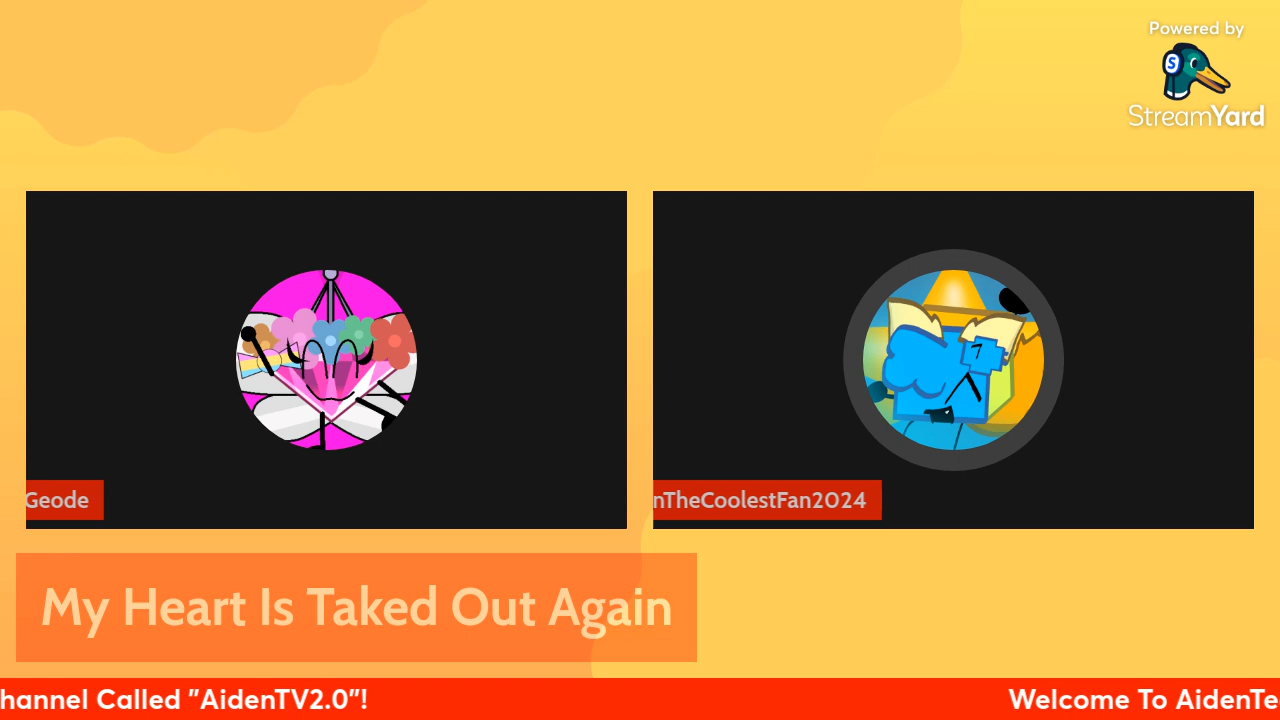 Powered by
S
StreamYard
Geode
nTheCoolestFan2024
My Heart Is Taked Out Again
hannel Called "AidenTV2.0"!
Welcome To AidenTe